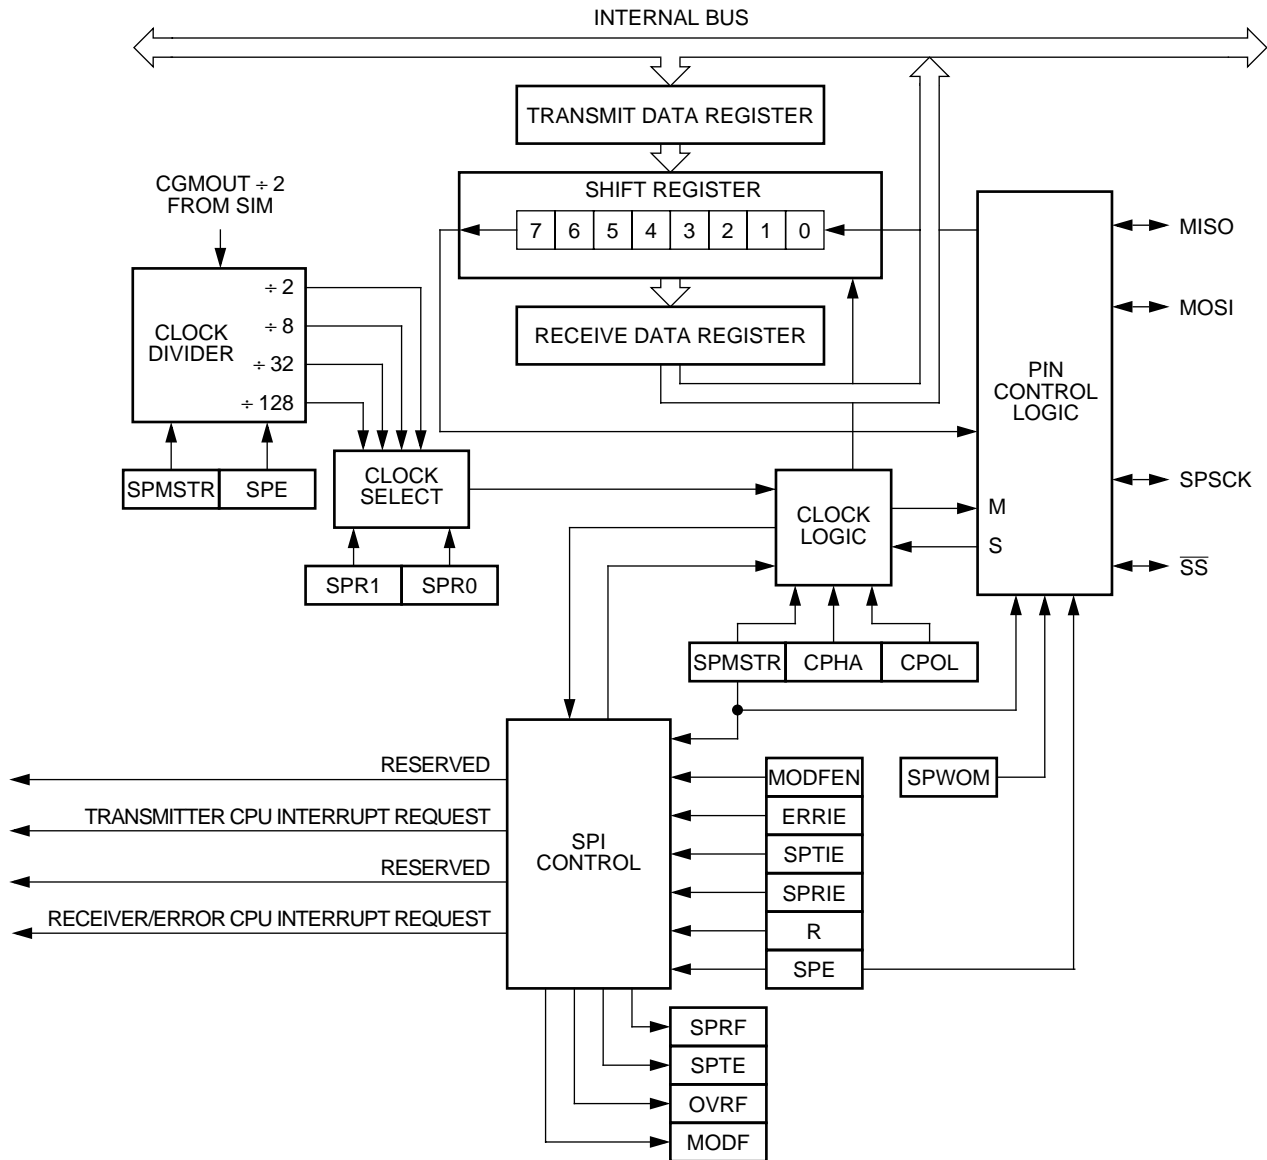 INTERNAL BUS
TRANSMIT DATA REGISTER
CGMOUT ÷ 2
FROM SIM
SHIFT REGISTER
7 6 5 4 3 2 1 0
MISO
÷ 2
÷ 8
÷ 32
÷ 128
CLOCK
DIVIDER
RECEIVE DATA REGISTER
MOSI
PIN
CONTROL
LOGIC
SPMSTR SPE
CLOCK
SELECT
SPSCK
CLOCK
LOGIC
M
S
SS
SPR1 SPR0
SPMSTR CPHA CPOL
RESERVED
TRANSMITTER CPU INTERRUPT REQUEST
RESERVED
RECEIVER/ERROR CPU INTERRUPT REQUEST
SPI
CONTROL
MODFEN
ERRIE
SPTIE
SPRIE
R
SPE
SPWOM
SPRF
SPTE
OVRF
MODF